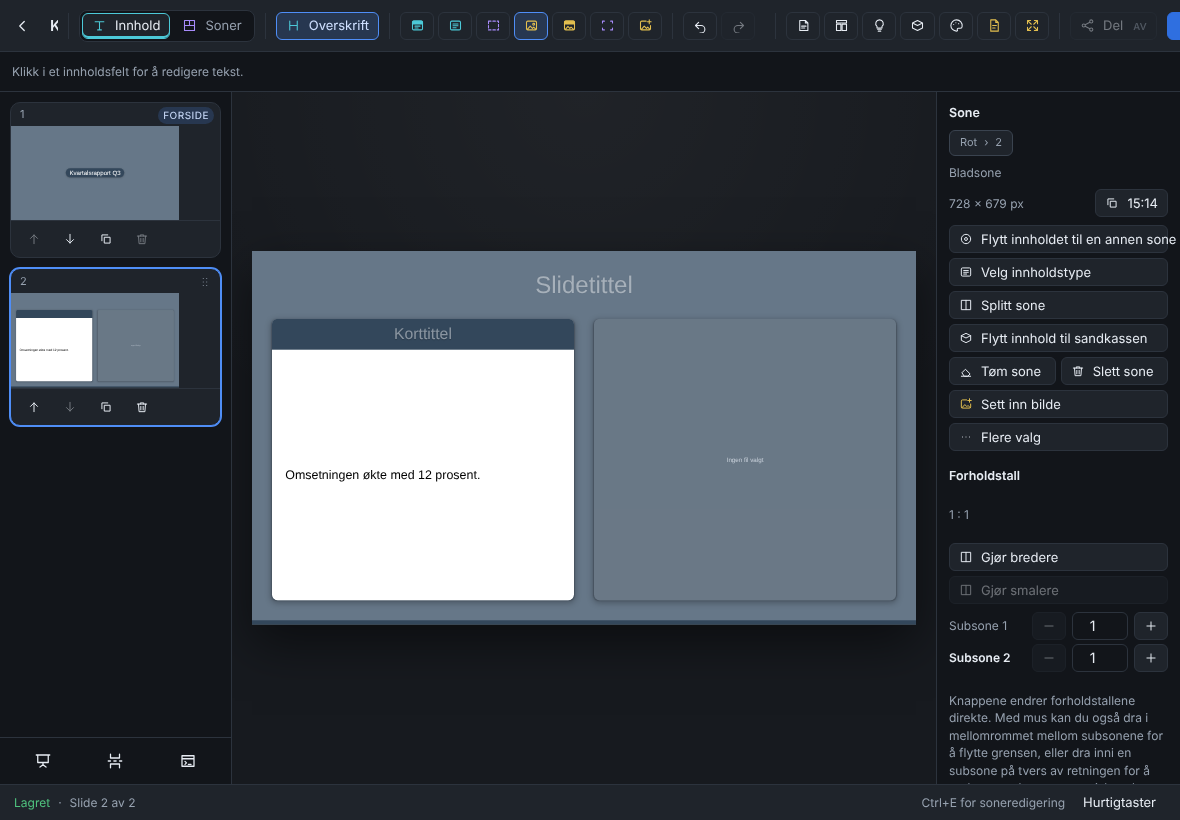 K
Innhold
Soner
Overskrift
Del AV
Klikk i et innholdsfelt for å redigere tekst.
1
FORSIDE
Kvartalsrapport Q3
2
Omsetningen økte med 12 prosent.
Slidetittel
Korttittel
Omsetningen økte med 12 prosent.
Ingen fil valgt
Sone
Rot › 2
Bladsone
728 × 679 px
15:14
Flytt innholdet til en annen sone
Velg innholdstype
Splitt sone
Flytt innhold til sandkassen
Tøm sone
Slett sone
Sett inn bilde
Flere valg
Forholdstall
1 : 1
Gjør bredere
Gjør smalere
Subsone 1 − 1 +
Subsone 2 − 1 +
Knappene endrer forholdstallene
direkte. Med mus kan du også dra i
mellomrommet mellom subsonene for
å flytte grensen, eller dra inni en
subsone på tvers av retningen for å
Lagret · Slide 2 av 2
Ctrl+E for soneredigering
Hurtigtaster